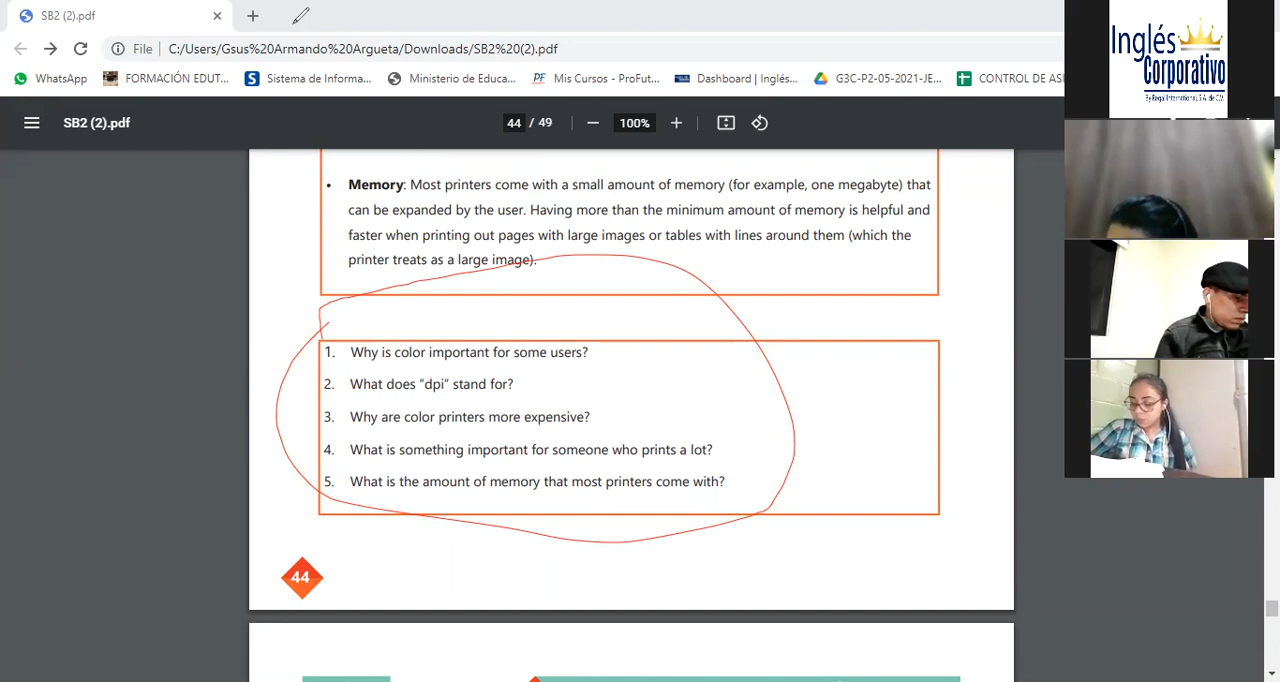 SB2 (2).pdf
File
C:/Users/Gsus%20Armando%20Argueta/Downloads/SB2%20(2).pdf
WhatsApp
FORMACIÓN EDUT...
Sistema de Informa...
Ministerio de Educa...
PF Mis Cursos - ProFut...
Dashboard | Inglés...
G3C-P2-05-2021-JE...
CONTROL DE ASI
Inglés
Corporativo
By Regal International, S.A. de C.V.
SB2 (2).pdf
44 / 49
100%
• Memory: Most printers come with a small amount of memory (for example, one megabyte) that
can be expanded by the user. Having more than the minimum amount of memory is helpful and
faster when printing out pages with large images or tables with lines around them (which the
printer treats as a large image).
1. Why is color important for some users?
2. What does “dpi” stand for?
3. Why are color printers more expensive?
4. What is something important for someone who prints a lot?
5. What is the amount of memory that most printers come with?
44